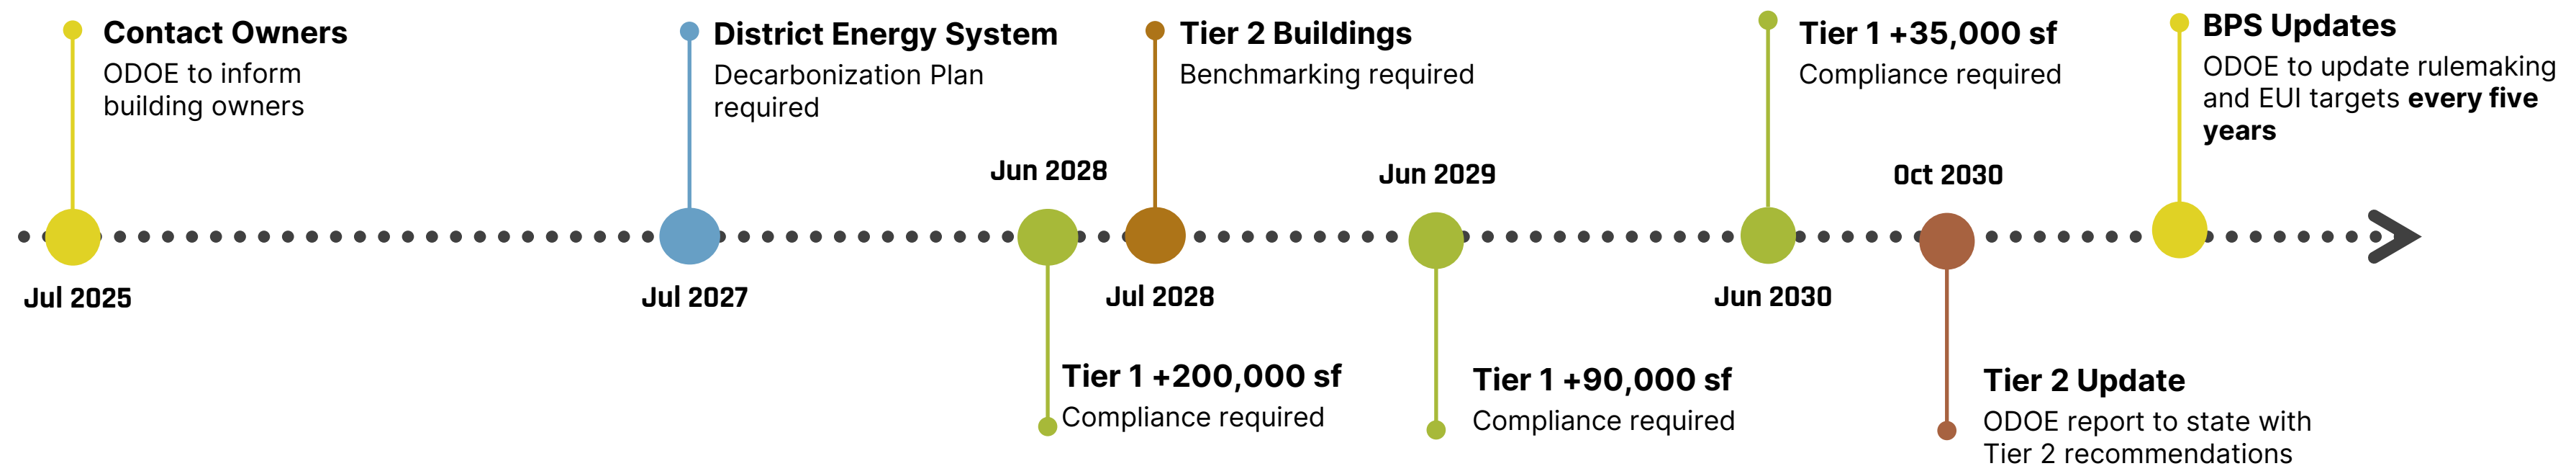 Contact Owners
ODOE to inform
building owners
Jul 2025
District Energy System
Decarbonization Plan
required
Jul 2027
Jun 2028
Tier 1 +200,000 sf
Compliance required
Tier 2 Buildings
Benchmarking required
Jul 2028
Jun 2029
Tier 1 +90,000 sf
Compliance required
Tier 1 +35,000 sf
Compliance required
Jun 2030
Oct 2030
Tier 2 Update
ODOE report to state with
Tier 2 recommendations
BPS Updates
ODOE to update rulemaking
and EUI targets every five
years